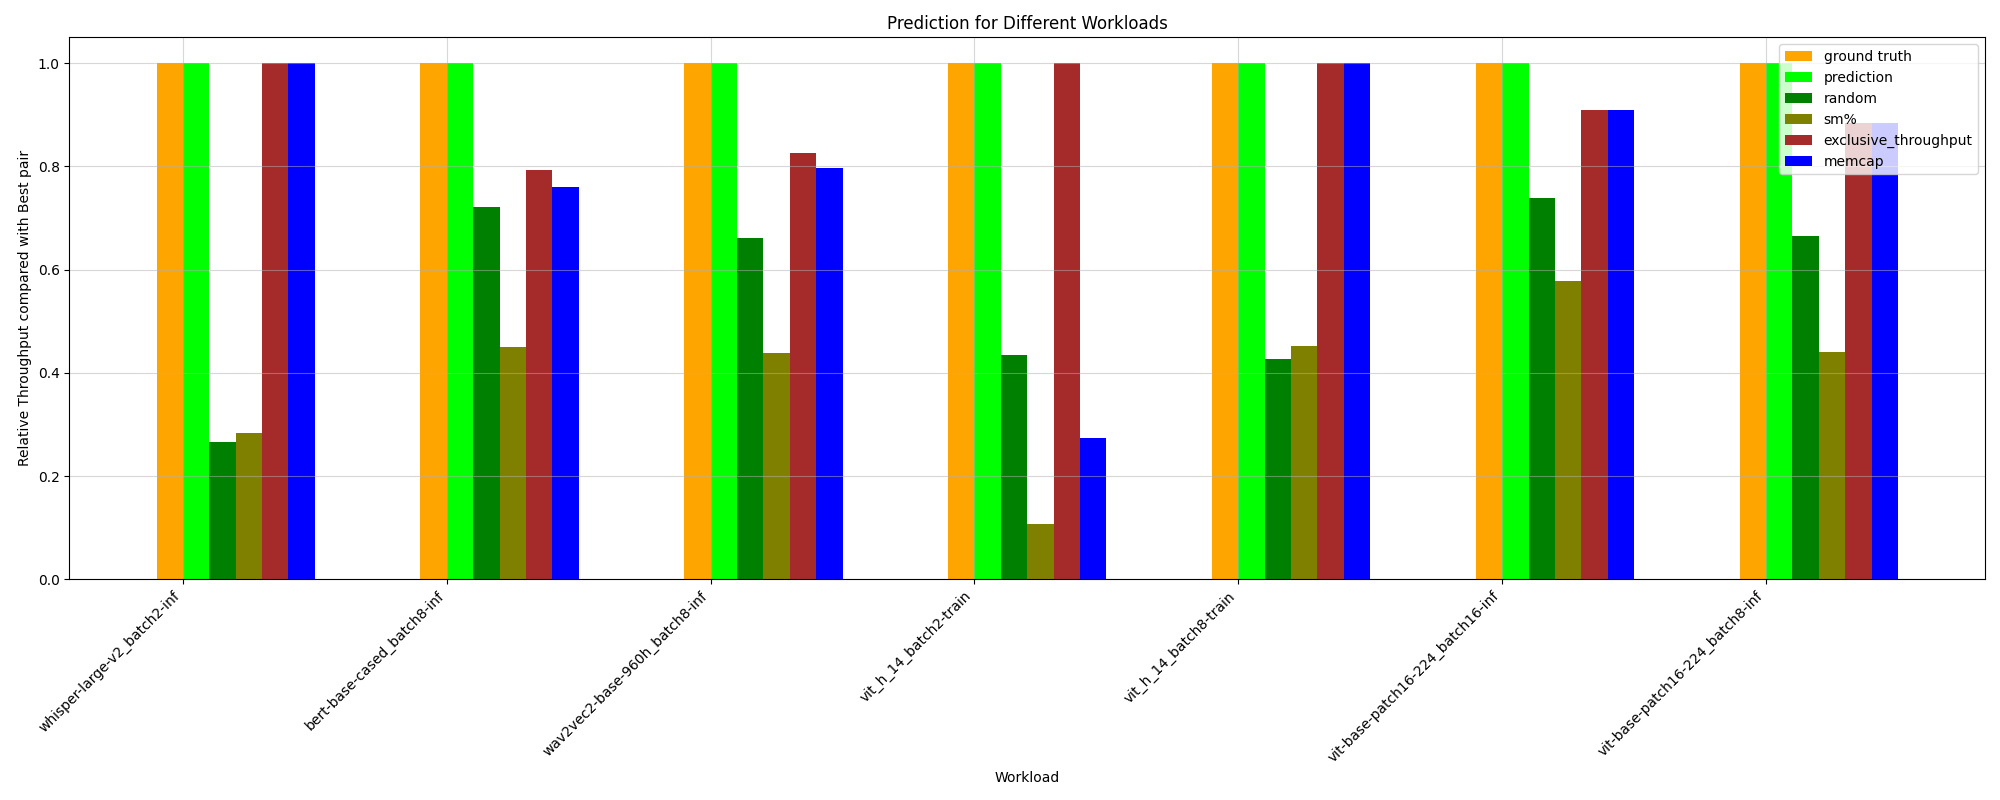 Prediction for Different Workloads
Relative Throughput compared with Best pair
1.0
0.8
0.6
0.4
0.2
0.0
ground truth
prediction
random
sm%
exclusive_throughput
memcap
whisper-large-v2_batch2-inf
bert-base-cased_batch8-inf
wav2vec2-base-960h_batch8-inf
vit_h_14_batch2-train
vit_h_14_batch8-train
vit-base-patch16-224_batch16-inf
vit-base-patch16-224_batch8-inf
Workload